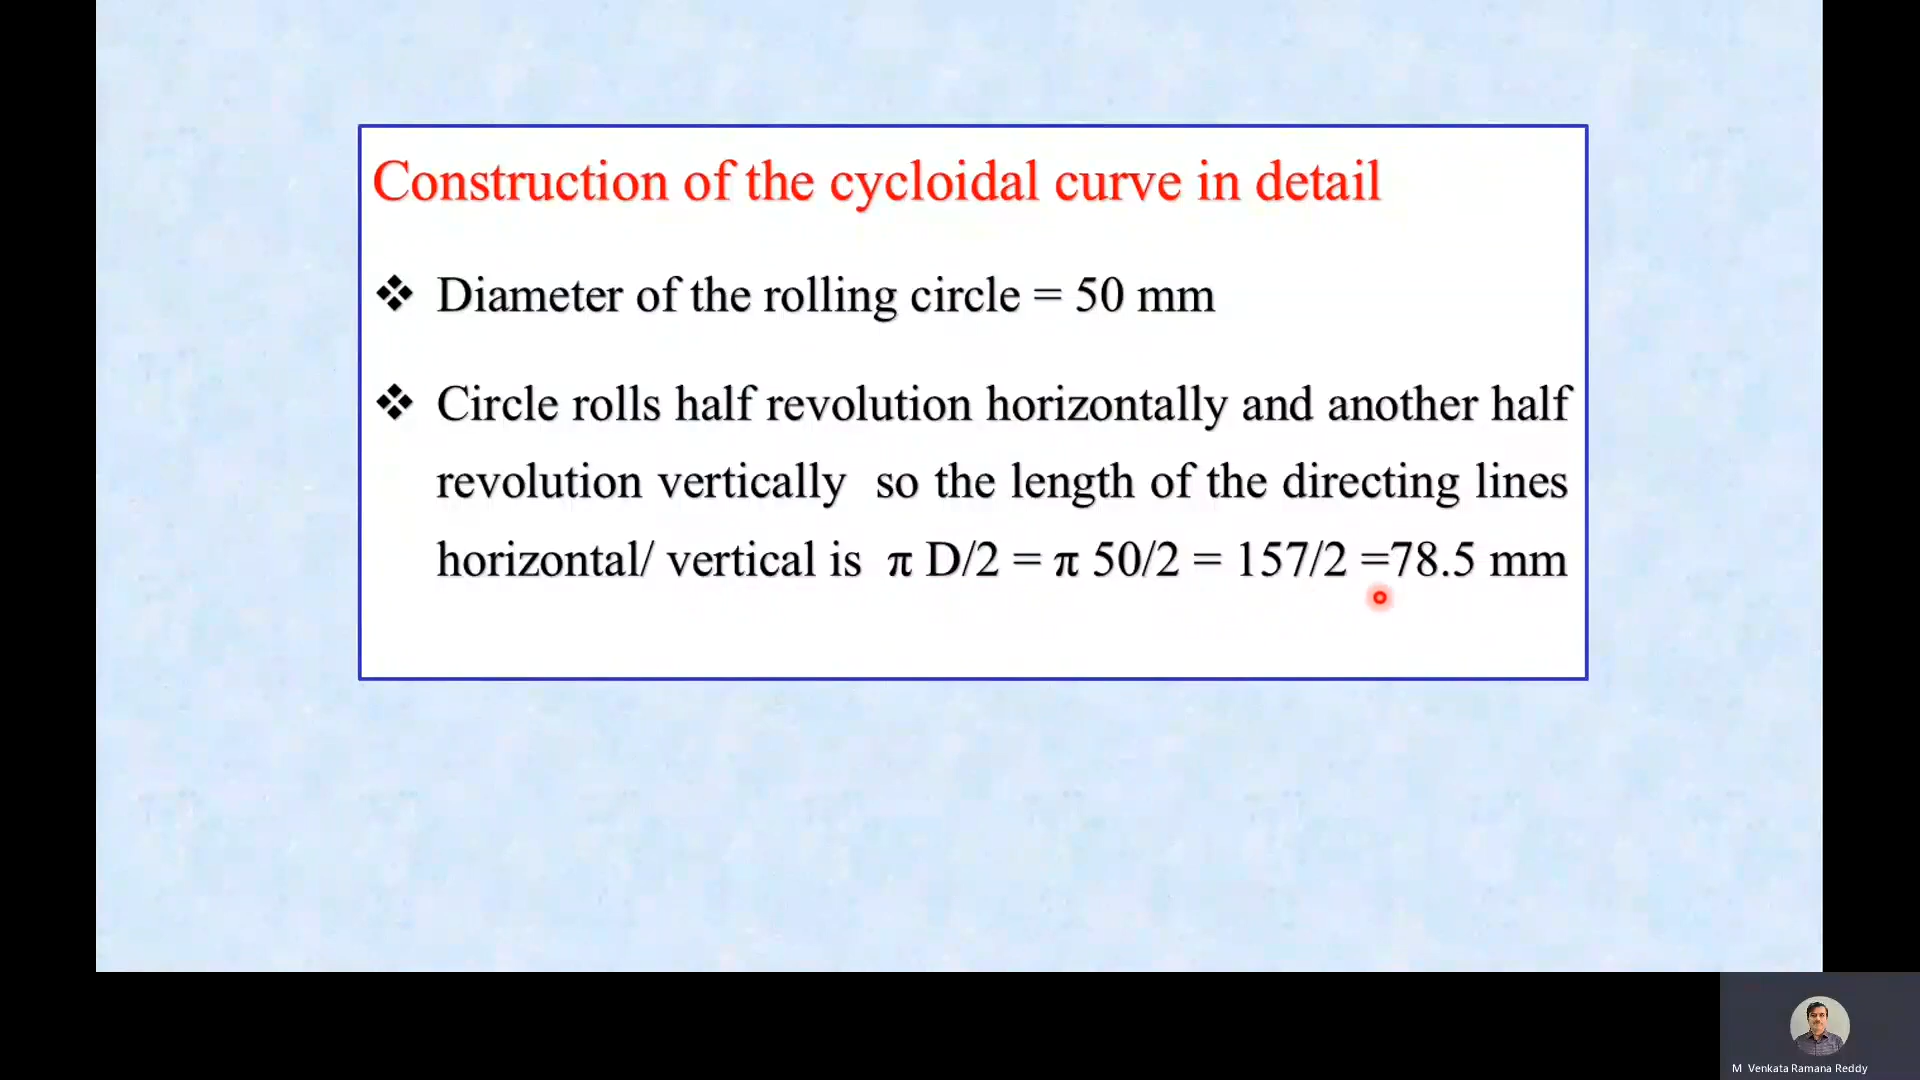 Construction of the cycloidal curve in detail
❖ Diameter of the rolling circle = 50 mm
❖ Circle rolls half revolution horizontally and another half
revolution vertically so the length of the directing lines
horizontal/ vertical is π D/2 = π 50/2 = 157/2 =78.5 mm
M Venkata Ramana Reddy